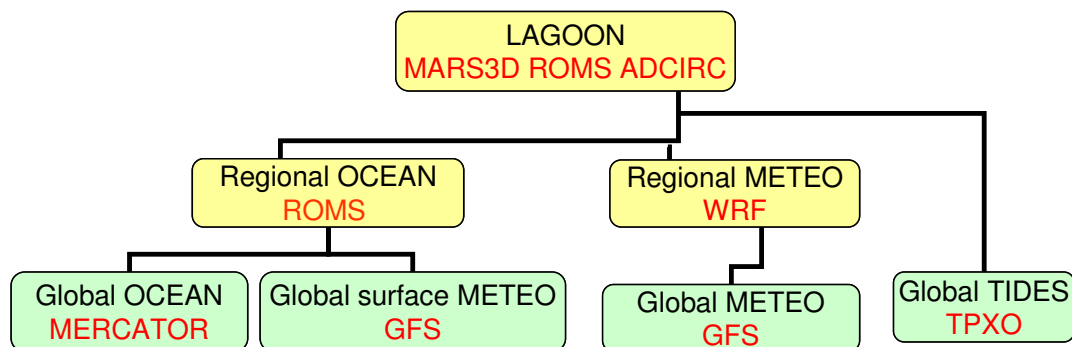 LAGOON
MARS3D ROMS ADCIRC
Regional OCEAN
ROMS
Regional METEO
WRF
Global OCEAN
MERCATOR
Global surface METEO
GFS
Global METEO
GFS
Global TIDES
TPXO